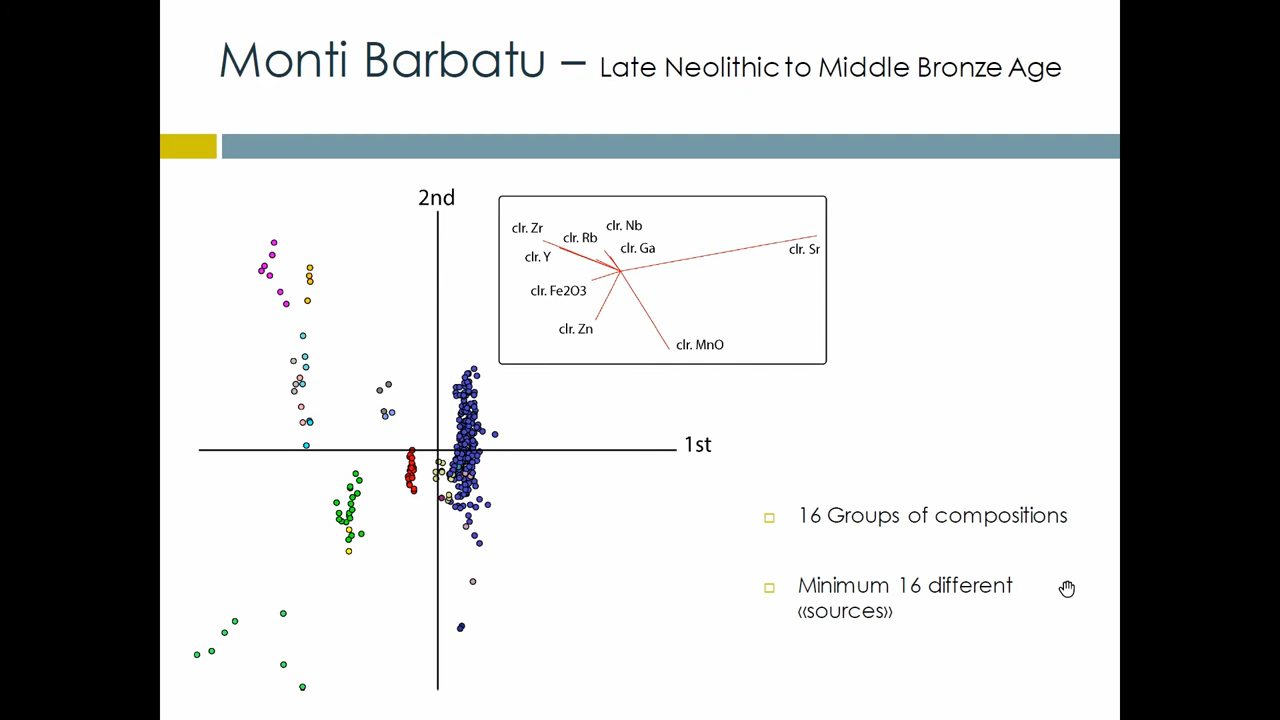 Monti Barbatu – Late Neolithic to Middle Bronze Age
2nd
clr. Nb
clr. Zr
clr. Rb
clr. Ga
clr. Sr
clr. Y
clr. Fe2O3
clr. Zn
clr. MnO
1st
16 Groups of compositions
Minimum 16 different
«sources»